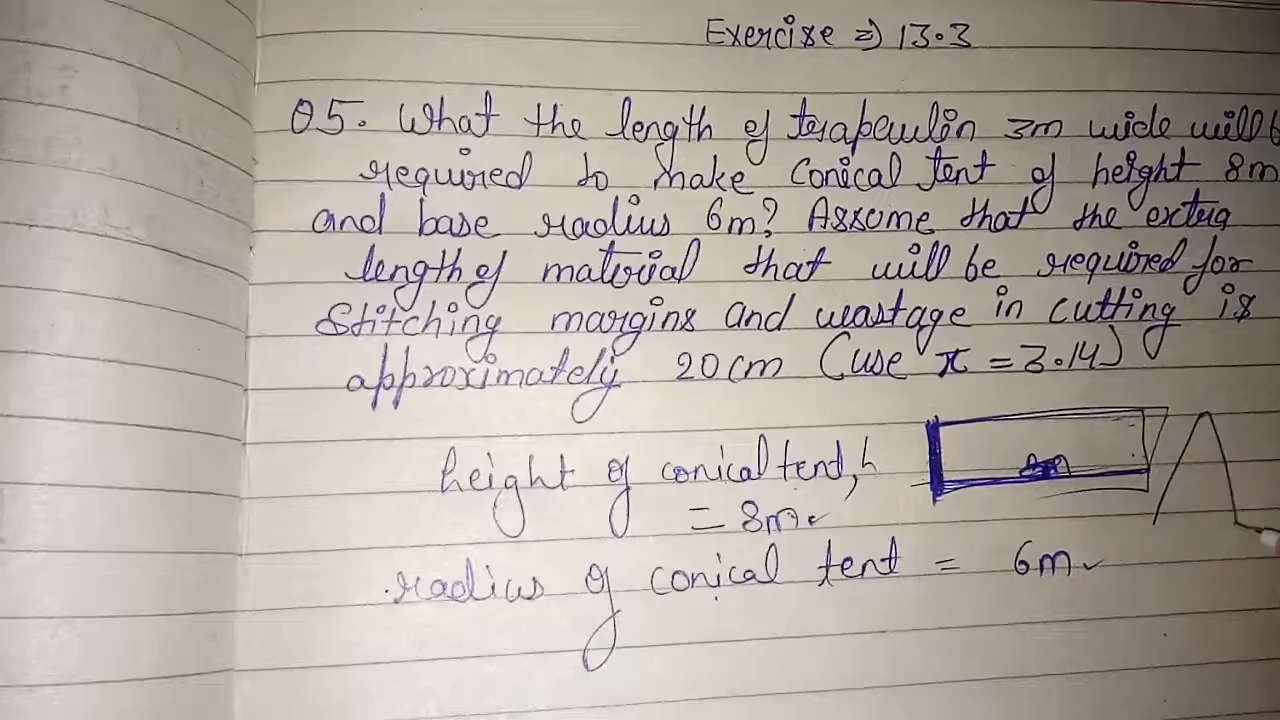 Exercise ⇒ 13.3
Q5. What the length of terapaulin 3m wide will b
required to make Conical tent of height 8m
and base radius 6m? Assume that the extra
length of material that will be required for
Stitching margins and wastage in cutting is
approximately 20cm (use π = 3.14)
height of conical tent, h
= 8m
radius of conical tent = 6m